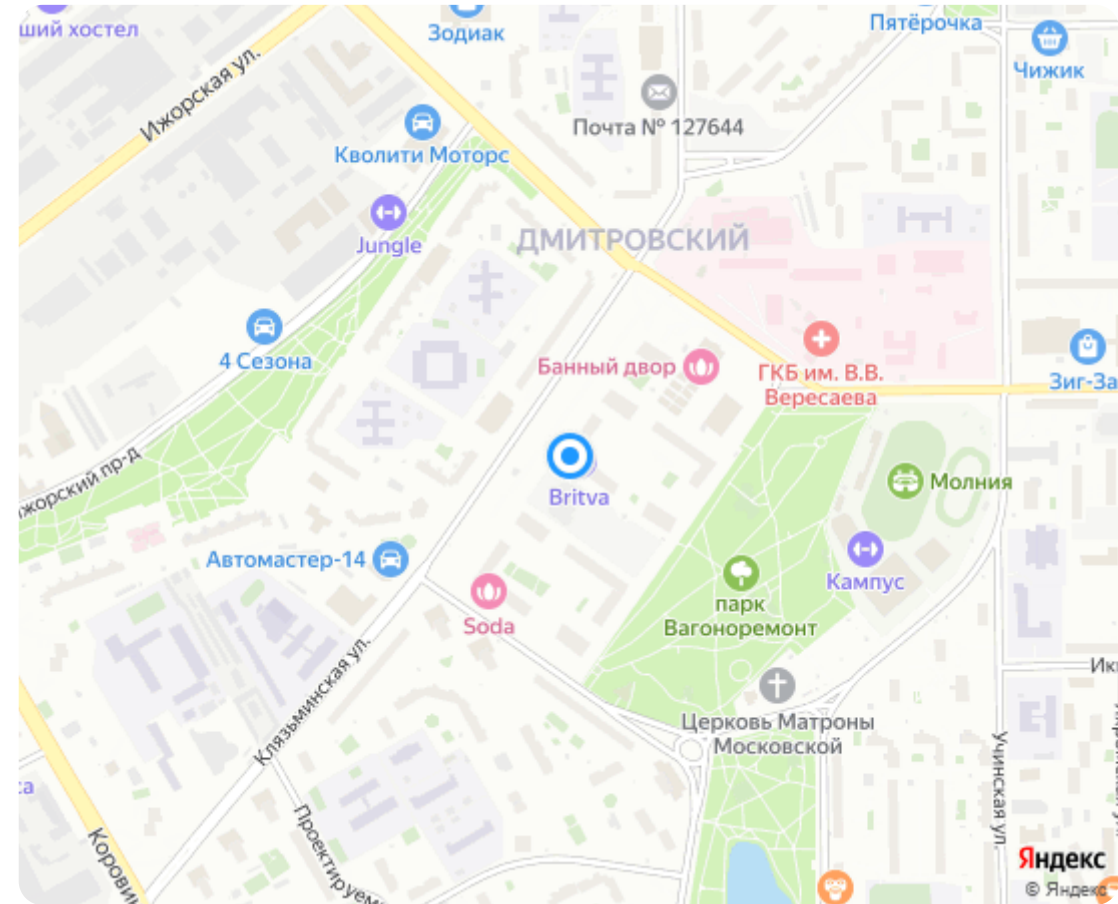 ший хостел
Зодиак
Пятёрочка
Чижик
Ижорская ул.
Почта № 127644
Кволити Моторс
Jungle
ДМИТРОВСКИЙ
4 Сезона
Банный двор
ГКБ им. В.В.
Вересаева
Зиг-За
жорский пр-д
Britva
Молния
Автомастер-14
Кампус
парк
Вагоноремонт
Soda
Клязьминская ул.
Церковь Матроны
Московской
Учинская ул.
Коровин
Проектируем
Яндекс
© Яндекс